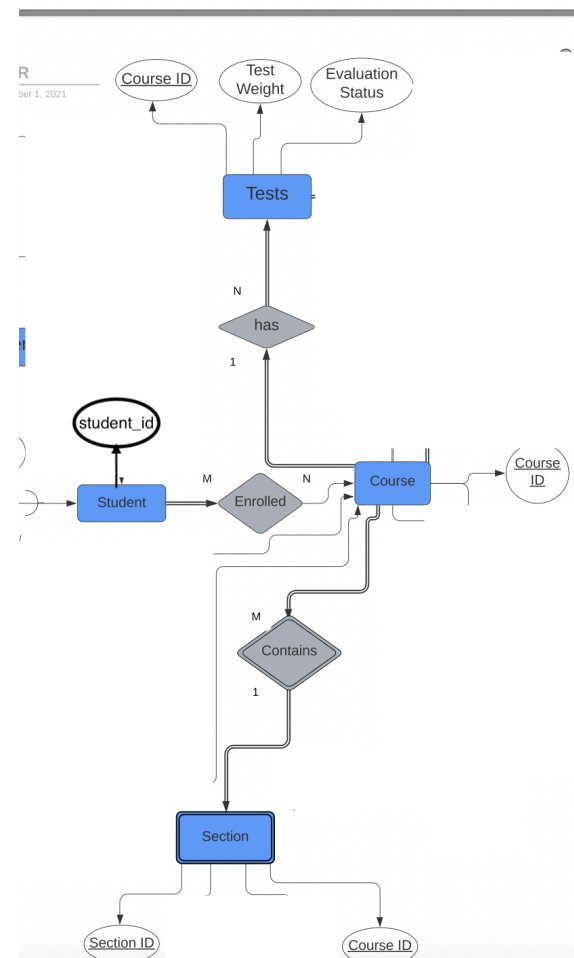 R
ber 1, 2021
Course ID
Test
Weight
Evaluation
Status
Tests
N
has
1
student_id
Student
M
Enrolled
N
Course
Course
ID
M
Contains
1
Section
Section ID
Course ID